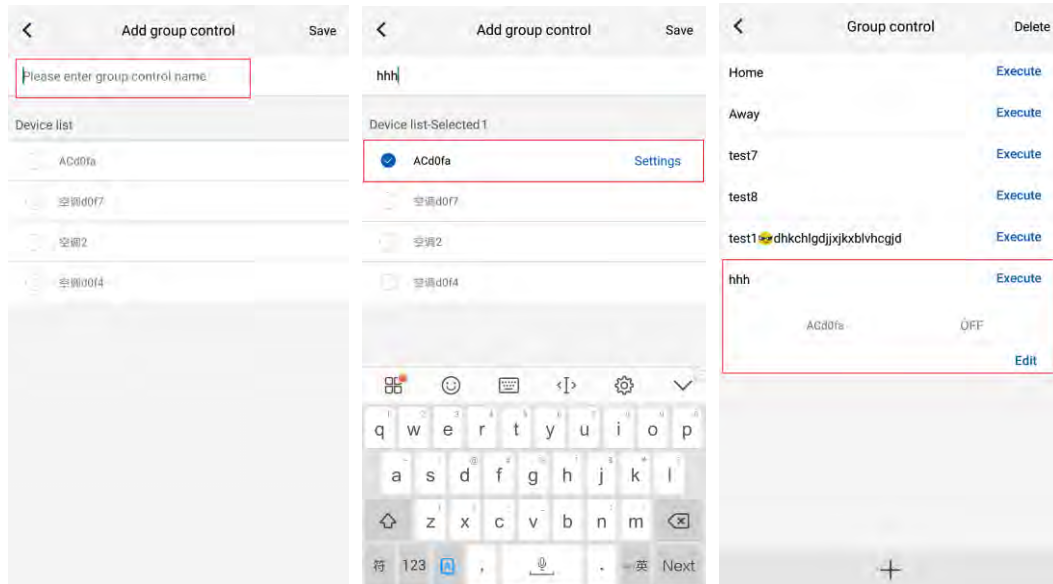 Add group control Save
Please enter group control name
Device list
ACd0fa
空调d0f7
空调2
空调d0f4
Add group control Save
hhh
Device list-Selected 1
ACd0fa Settings
空调d0f7
空调2
空调d0f4
q w e r t y u i o p
a s d f g h j k l
z x c v b n m
符 123 , . 英 Next
Group control Delete
Home Execute
Away Execute
test7 Execute
test8 Execute
test1😎dhkchlgdjjxjkxblvhcgjd Execute
hhh Execute
ACd0fa OFF
Edit